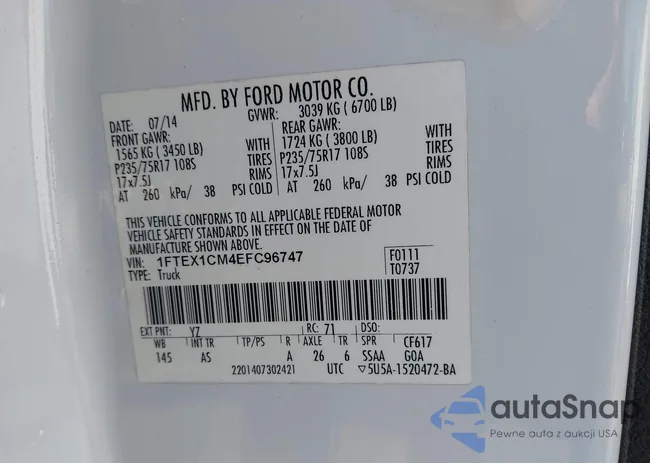 MFD. BY FORD MOTOR CO.
DATE: 07/14 GVWR: 3039 KG ( 6700 LB)
FRONT GAWR: REAR GAWR:
1565 KG ( 3450 LB) WITH 1724 KG ( 3800 LB) WITH
P235/75R17 108S TIRES P235/75R17 108S TIRES
17x7.5J RIMS 17x7.5J RIMS
AT 260 kPa/ 38 PSI COLD AT 260 kPa/ 38 PSI COLD
THIS VEHICLE CONFORMS TO ALL APPLICABLE FEDERAL MOTOR
VEHICLE SAFETY STANDARDS IN EFFECT ON THE DATE OF
MANUFACTURE SHOWN ABOVE.
VIN: 1FTEX1CM4EFC96747 F0111
TYPE: Truck T0737
EXT PNT: YZ RC: 71 DSO:
WB INT TR TP/PS R AXLE TR SPR CF617
145 AS A 26 6 SSAA GOA
2201407302421 UTC ▽5U5A-1520472-BA
autaSnap
Pewne auta z aukcji USA